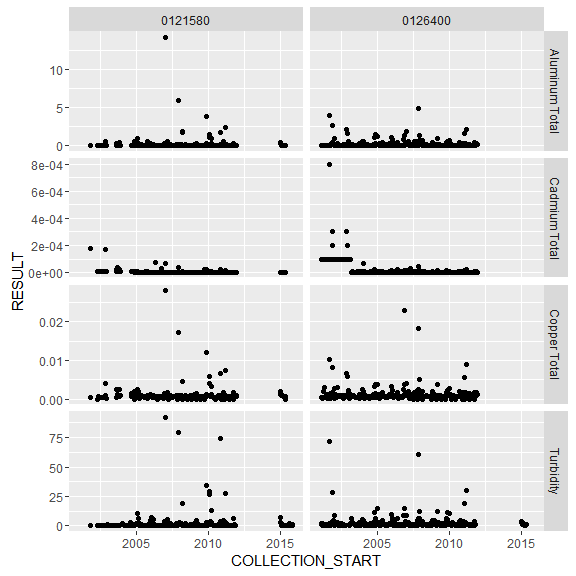 0121580 0126400
10
5
0
Aluminum Total
8e-04
6e-04
4e-04
2e-04
0e+00
Cadmium Total
0.02
0.01
0.00
Copper Total
75
50
25
0
Turbidity
RESULT
2005 2010 2015 2005 2010 2015
COLLECTION_START